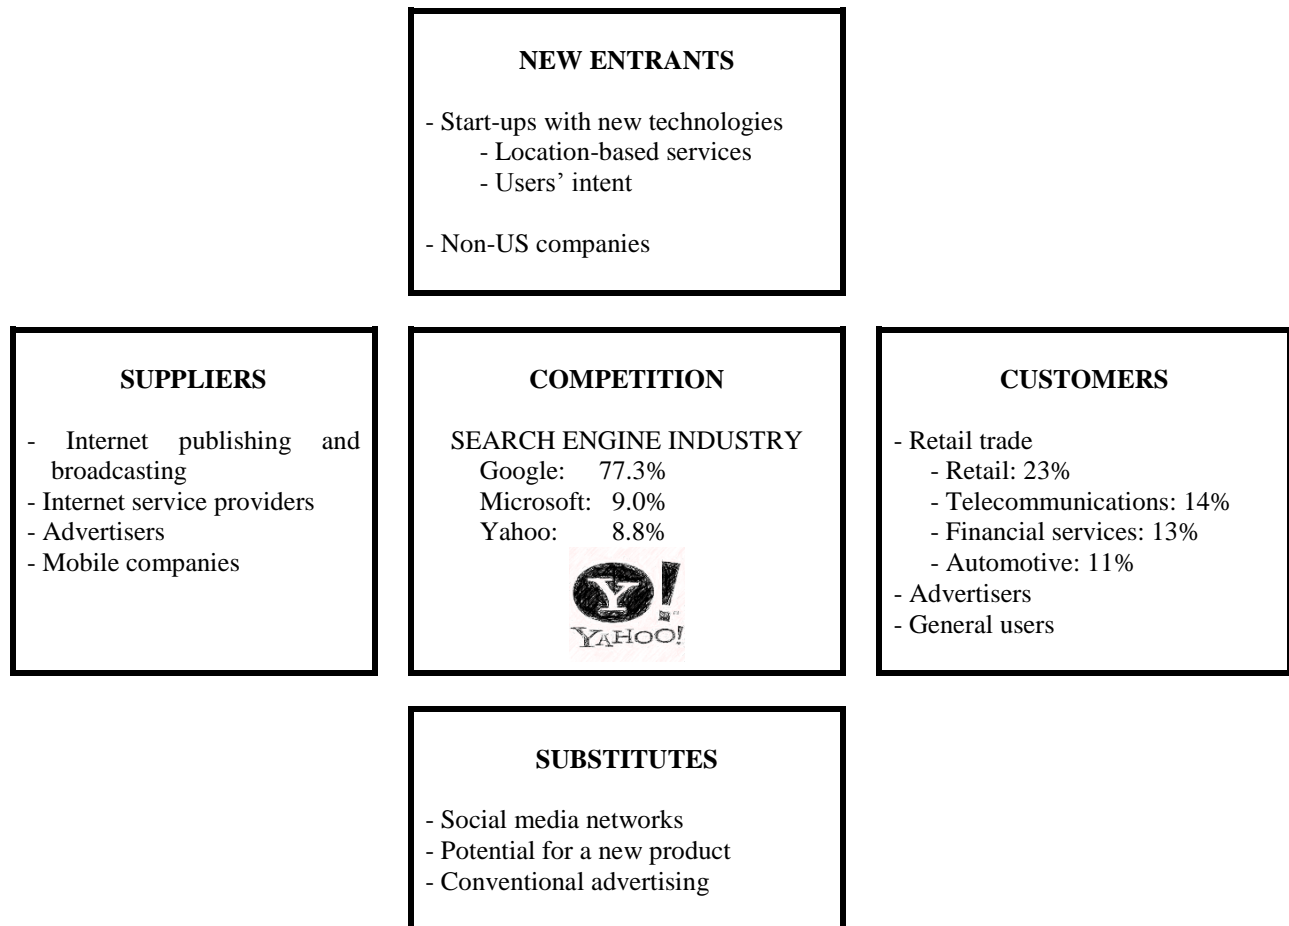 NEW ENTRANTS
- Start-ups with new technologies
- Location-based services
- Users’ intent
- Non-US companies
SUPPLIERS
- Internet publishing and
broadcasting
- Internet service providers
- Advertisers
- Mobile companies
COMPETITION
SEARCH ENGINE INDUSTRY
Google: 77.3%
Microsoft: 9.0%
Yahoo: 8.8%
Y!
YAHOO!
CUSTOMERS
- Retail trade
- Retail: 23%
- Telecommunications: 14%
- Financial services: 13%
- Automotive: 11%
- Advertisers
- General users
SUBSTITUTES
- Social media networks
- Potential for a new product
- Conventional advertising